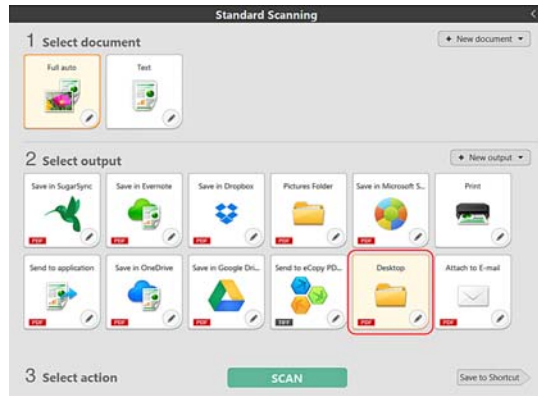 Standard Scanning
1 Select document
+ New document
Full auto
Text
2 Select output
+ New output
Save in SugarSync
Save in Evernote
Save in Dropbox
Pictures Folder
Save in Microsoft S...
Print
PDF
PDF
PDF
PDF
PDF
Send to application
Save in OneDrive
Save in Google Dri...
Send to eCopy PD...
Desktop
Attach to E-mail
PDF
PDF
PDF
TIFF
PDF
PDF
3 Select action
SCAN
Save to Shortcut